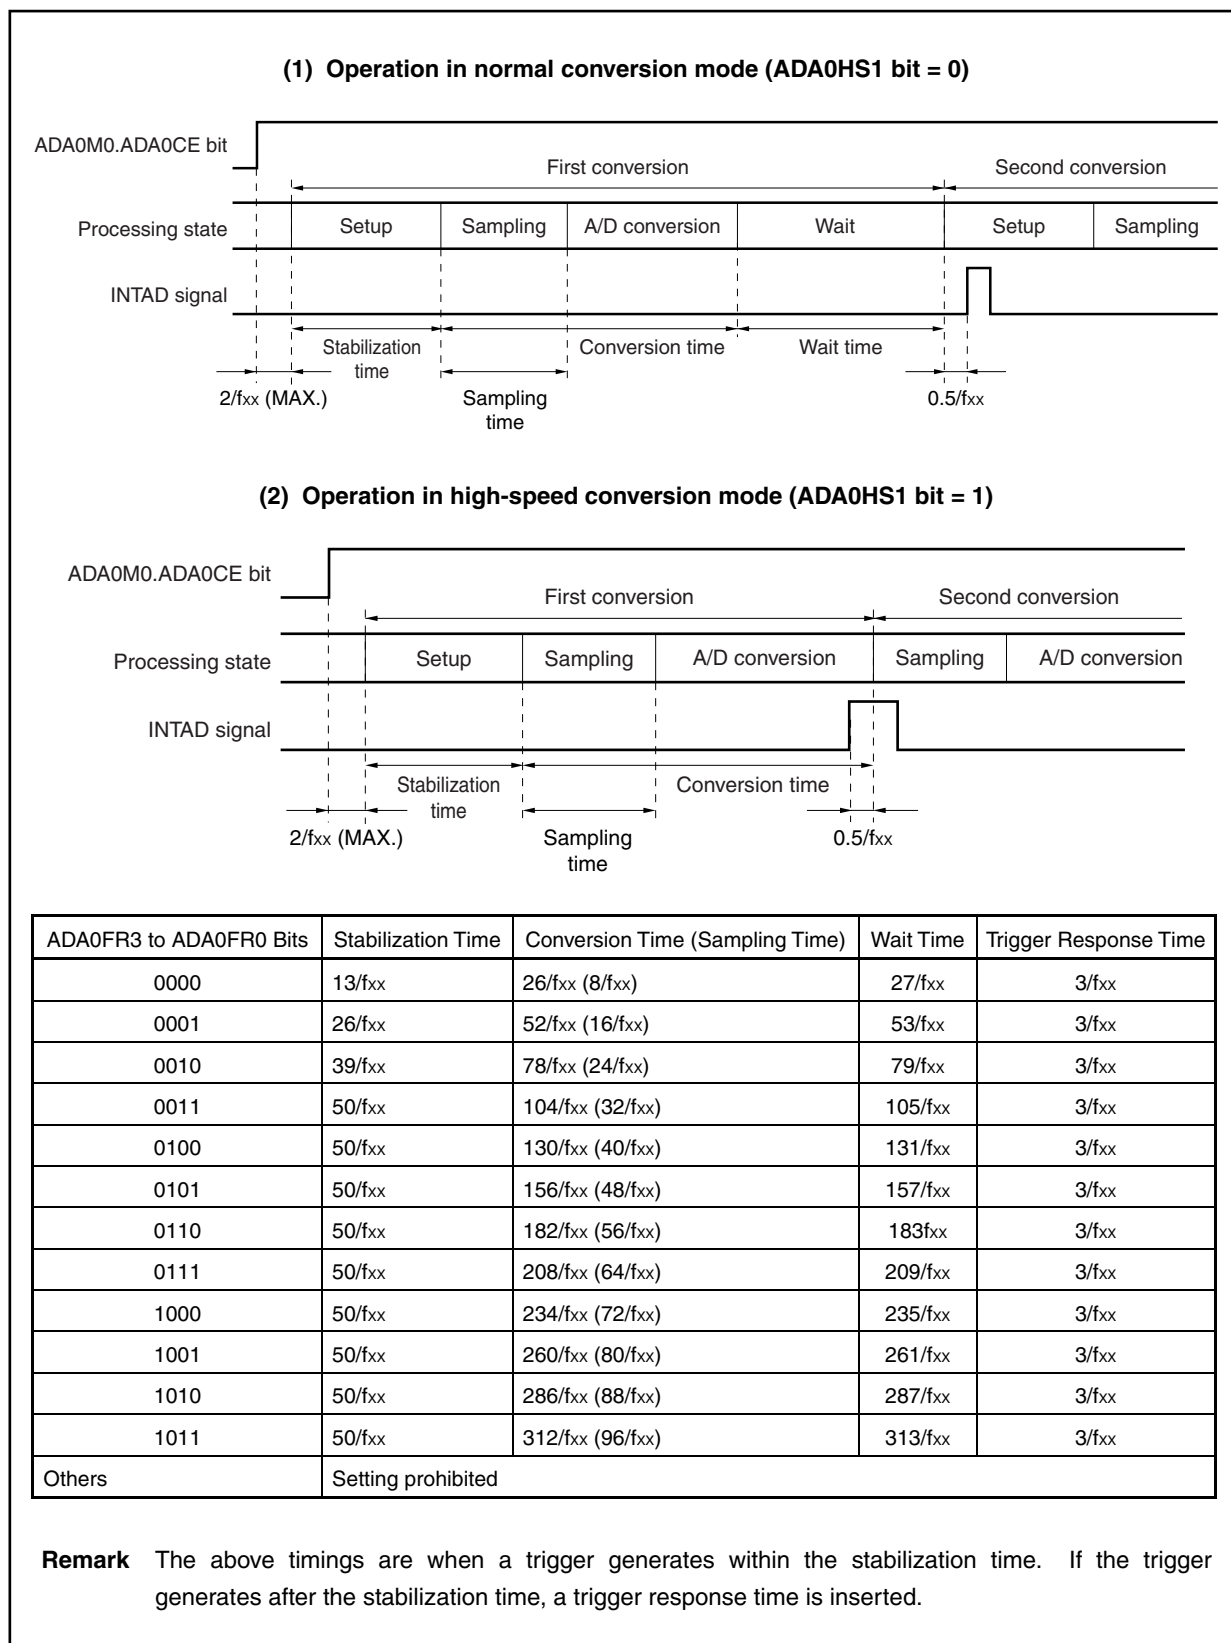 (1) Operation in normal conversion mode (ADA0HS1 bit = 0)
ADA0M0.ADA0CE bit
First conversion
Second conversion
Processing state
Setup
Sampling
A/D conversion
Wait
Setup
Sampling
INTAD signal
Stabilization
time
Conversion time
Wait time
2/fxx (MAX.)
Sampling
time
0.5/fxx
(2) Operation in high-speed conversion mode (ADA0HS1 bit = 1)
ADA0M0.ADA0CE bit
First conversion
Second conversion
Processing state
Setup
Sampling
A/D conversion
Sampling
A/D conversion
INTAD signal
Stabilization
time
Conversion time
2/fxx (MAX.)
Sampling
time
0.5/fxx
ADA0FR3 to ADA0FR0 Bits Stabilization Time Conversion Time (Sampling Time) Wait Time Trigger Response Time
0000 13/fxx 26/fxx (8/fxx) 27/fxx 3/fxx
0001 26/fxx 52/fxx (16/fxx) 53/fxx 3/fxx
0010 39/fxx 78/fxx (24/fxx) 79/fxx 3/fxx
0011 50/fxx 104/fxx (32/fxx) 105/fxx 3/fxx
0100 50/fxx 130/fxx (40/fxx) 131/fxx 3/fxx
0101 50/fxx 156/fxx (48/fxx) 157/fxx 3/fxx
0110 50/fxx 182/fxx (56/fxx) 183fxx 3/fxx
0111 50/fxx 208/fxx (64/fxx) 209/fxx 3/fxx
1000 50/fxx 234/fxx (72/fxx) 235/fxx 3/fxx
1001 50/fxx 260/fxx (80/fxx) 261/fxx 3/fxx
1010 50/fxx 286/fxx (88/fxx) 287/fxx 3/fxx
1011 50/fxx 312/fxx (96/fxx) 313/fxx 3/fxx
Others Setting prohibited
Remark The above timings are when a trigger generates within the stabilization time. If the trigger
generates after the stabilization time, a trigger response time is inserted.